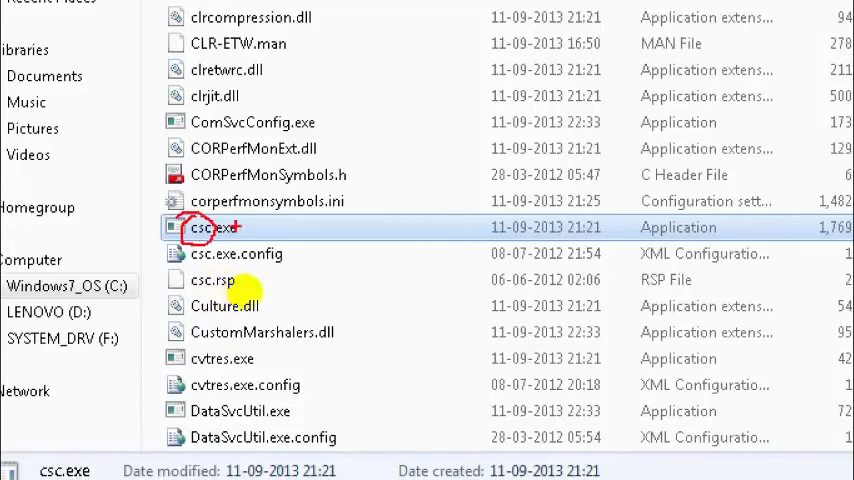 clrcompression.dll 11-09-2013 21:21 Application extens... 94
CLR-ETW.man 11-09-2013 16:50 MAN File 278
ibraries clretwrc.dll 11-09-2013 21:21 Application extens... 211
Documents clrjit.dll 11-09-2013 21:21 Application extens... 500
Music ComSvcConfig.exe 11-09-2013 22:33 Application 173
Pictures CORPerfMonExt.dll 11-09-2013 21:21 Application extens... 129
Videos CORPerfMonSymbols.h 28-03-2012 05:47 C Header File 6
corperfmonsymbols.ini 11-09-2013 21:25 Configuration sett... 1,482
Homegroup csc.exe 11-09-2013 21:21 Application 1,769
Computer csc.exe.config 08-07-2012 21:54 XML Configuratio...
Windows7_OS (C:) csc.rsp 06-06-2012 02:06 RSP File
LENOVO (D:) Culture.dll 11-09-2013 21:21 Application extens... 54
SYSTEM_DRV (F:) CustomMarshalers.dll 11-09-2013 22:33 Application extens... 95
cvtres.exe 11-09-2013 21:21 Application 42
Network cvtres.exe.config 08-07-2012 20:18 XML Configuratio...
DataSvcUtil.exe 11-09-2013 22:33 Application 72
DataSvcUtil.exe.config 28-03-2012 05:54 XML Configuratio...
csc.exe Date modified: 11-09-2013 21:21 Date created: 11-09-2013 21:21